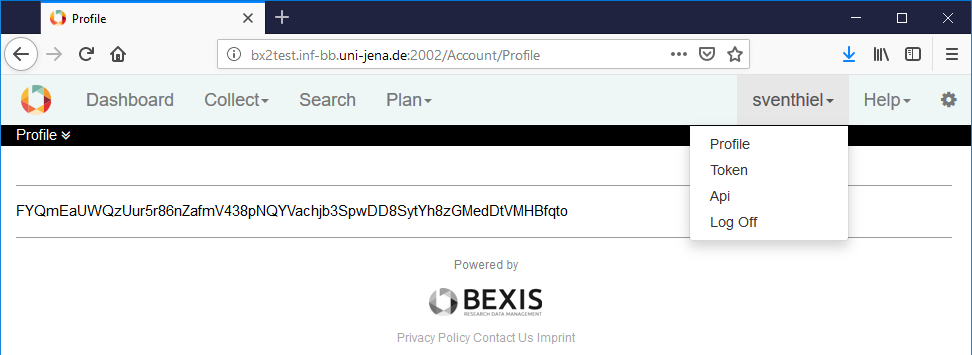 Profile
bx2test.inf-bb.uni-jena.de:2002/Account/Profile
Dashboard Collect Search Plan sventhiel Help
Profile
Profile
Token
Api
Log Off
FYQmEaUWQzUur5r86nZafmV438pNQYVachjb3SpwDD8SytYh8zGMedDtVMHBfqto
Powered by
BEXIS
RESEARCH DATA MANAGEMENT
Privacy Policy Contact Us Imprint